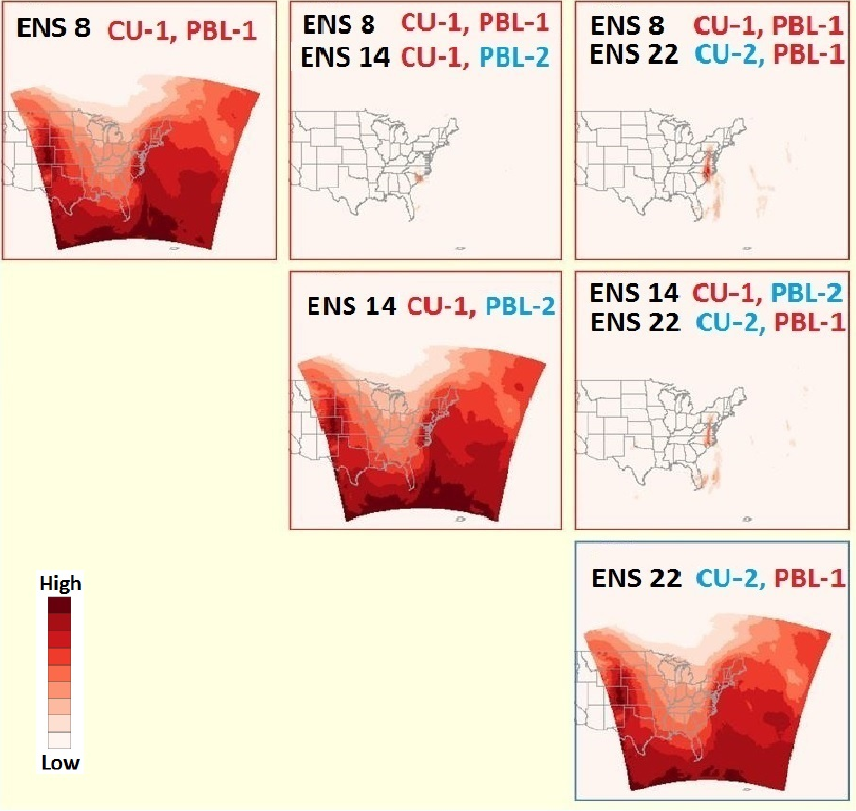 ENS 8 CU-1, PBL-1
ENS 8 CU-1, PBL-1
ENS 14 CU-1, PBL-2
ENS 8 CU-1, PBL-1
ENS 22 CU-2, PBL-1
ENS 14 CU-1, PBL-2
ENS 14 CU-1, PBL-2
ENS 22 CU-2, PBL-1
ENS 22 CU-2, PBL-1
High
Low